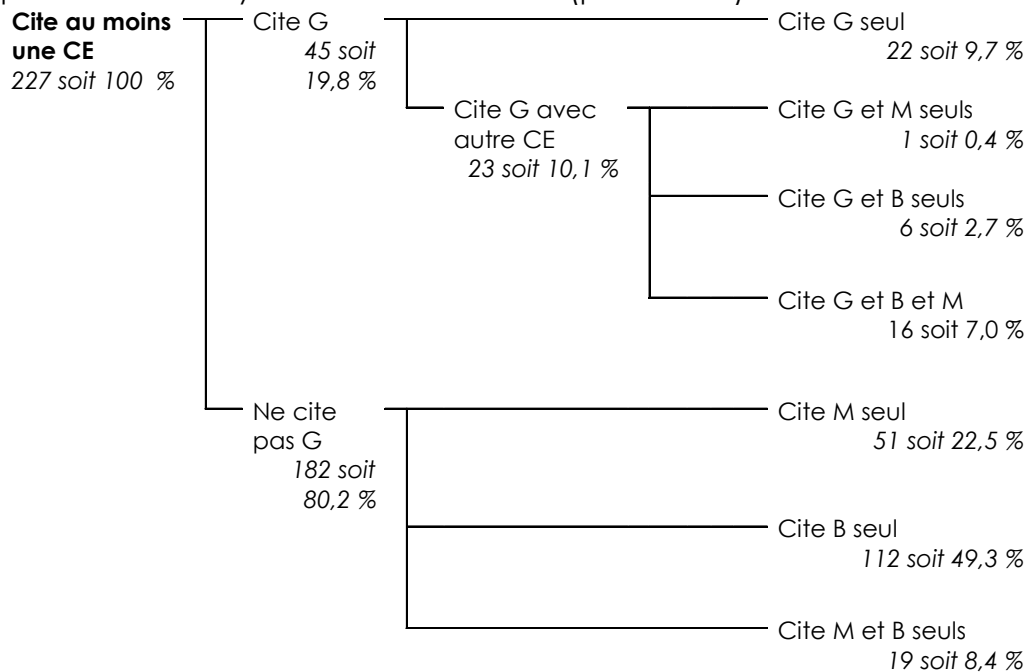 Cite au moins
une CE
227 soit 100 %
Cite G
45 soit
19,8 %
Cite G seul
22 soit 9,7 %
Cite G avec
autre CE
23 soit 10,1 %
Cite G et M seuls
1 soit 0,4 %
Cite G et B seuls
6 soit 2,7 %
Cite G et B et M
16 soit 7,0 %
Ne cite
pas G
182 soit
80,2 %
Cite M seul
51 soit 22,5 %
Cite B seul
112 soit 49,3 %
Cite M et B seuls
19 soit 8,4 %